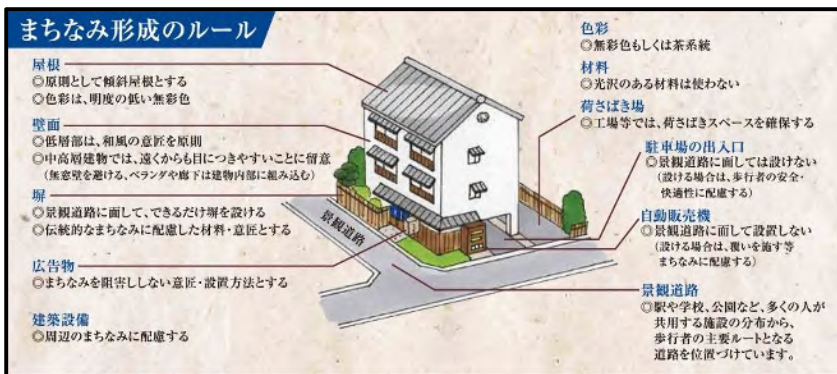 まちなみ形成のルール
屋根
◎原則として傾斜屋根とする
◎色彩は、明度の低い無彩色
壁面
◎低層部は、和風の意匠を原則
◎中高層建物では、遠くからも目につきやすいことに留意
(無窓壁を避ける、ベランダや廊下は建物内部に組み込む)
塀
◎景観道路に面して、できるだけ塀を設ける
◎伝統的なまちなみに配慮した材料・意匠とする
広告物
◎まちなみを阻害ししない意匠・設置方法とする
建築設備
◎周辺のまちなみに配慮する
景観道路
色彩
◎無彩色もしくは茶系統
材料
◎光沢のある材料は使わない
荷さばき場
◎工場等では、荷さばきスペースを確保する
駐車場の出入口
◎景観道路に面しては設けない
(設ける場合は、歩行者の安全・
快適性に配慮する)
自動販売機
◎景観道路に面して設置しない
(設ける場合は、覆いを施す等
まちなみに配慮する)
景観道路
◎駅や学校、公園など、多くの人が
共用する施設の分布から、
歩行者の主要ルートとなる
道路を位置づけています。